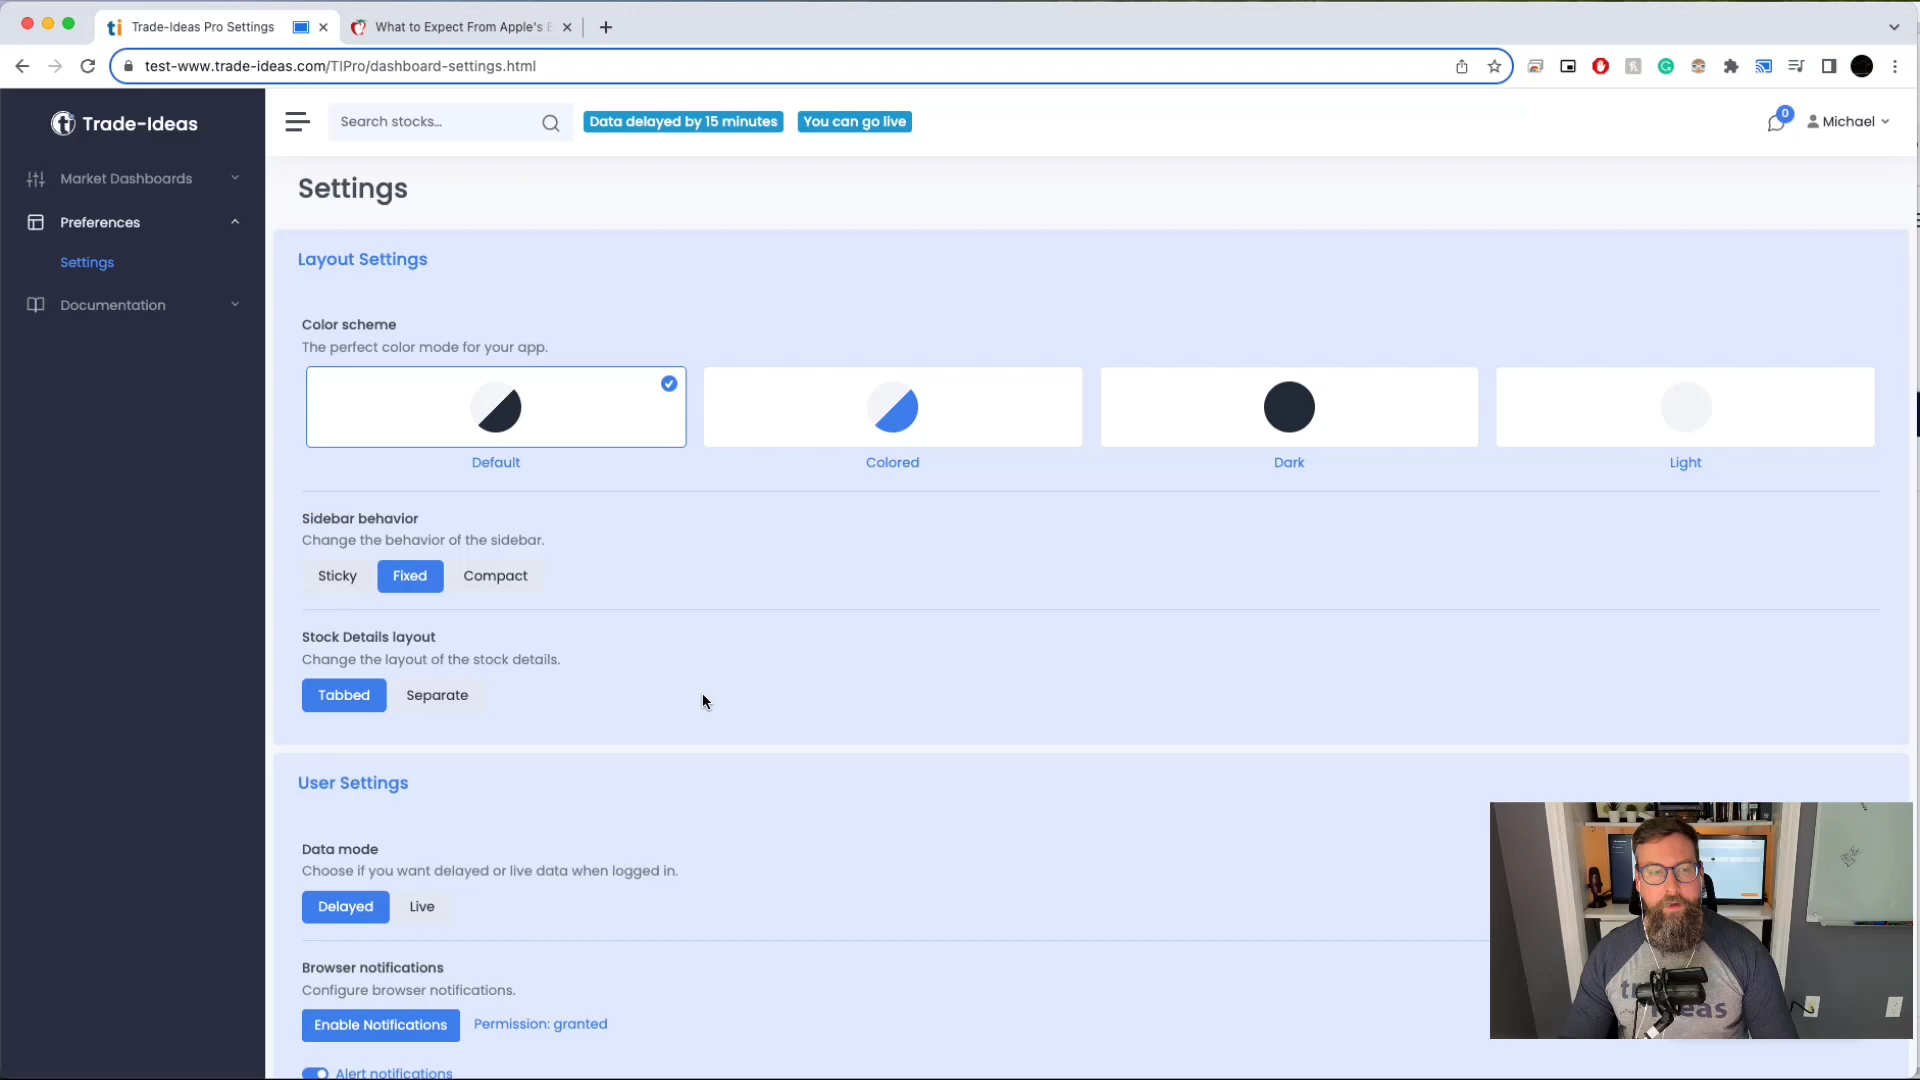 Trade-Ideas Pro Settings
What to Expect From Apple's E
test-www.trade-ideas.com/TIPro/dashboard-settings.html
Trade-Ideas
Search stocks...
Data delayed by 15 minutes
You can go live
0
Michael
Market Dashboards
Preferences
Settings
Documentation
Settings
Layout Settings
Color scheme
The perfect color mode for your app.
Default
Colored
Dark
Light
Sidebar behavior
Change the behavior of the sidebar.
Sticky
Fixed
Compact
Stock Details layout
Change the layout of the stock details.
Tabbed
Separate
User Settings
Data mode
Choose if you want delayed or live data when logged in.
Delayed
Live
Browser notifications
Configure browser notifications.
Enable Notifications
Permission: granted
Alert notifications